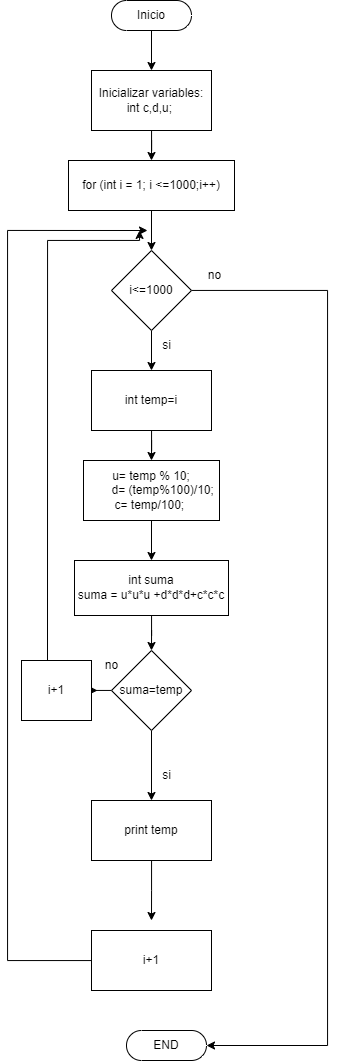 Inicio
Inicializar variables:
int c,d,u;
for (int i = 1; i <=1000;i++)
i<=1000
no
si
int temp=i
u= temp % 10;
d= (temp%100)/10;
c= temp/100;
int suma
suma = u*u*u +d*d*d+c*c*c
no
i+1
suma=temp
si
print temp
i+1
END